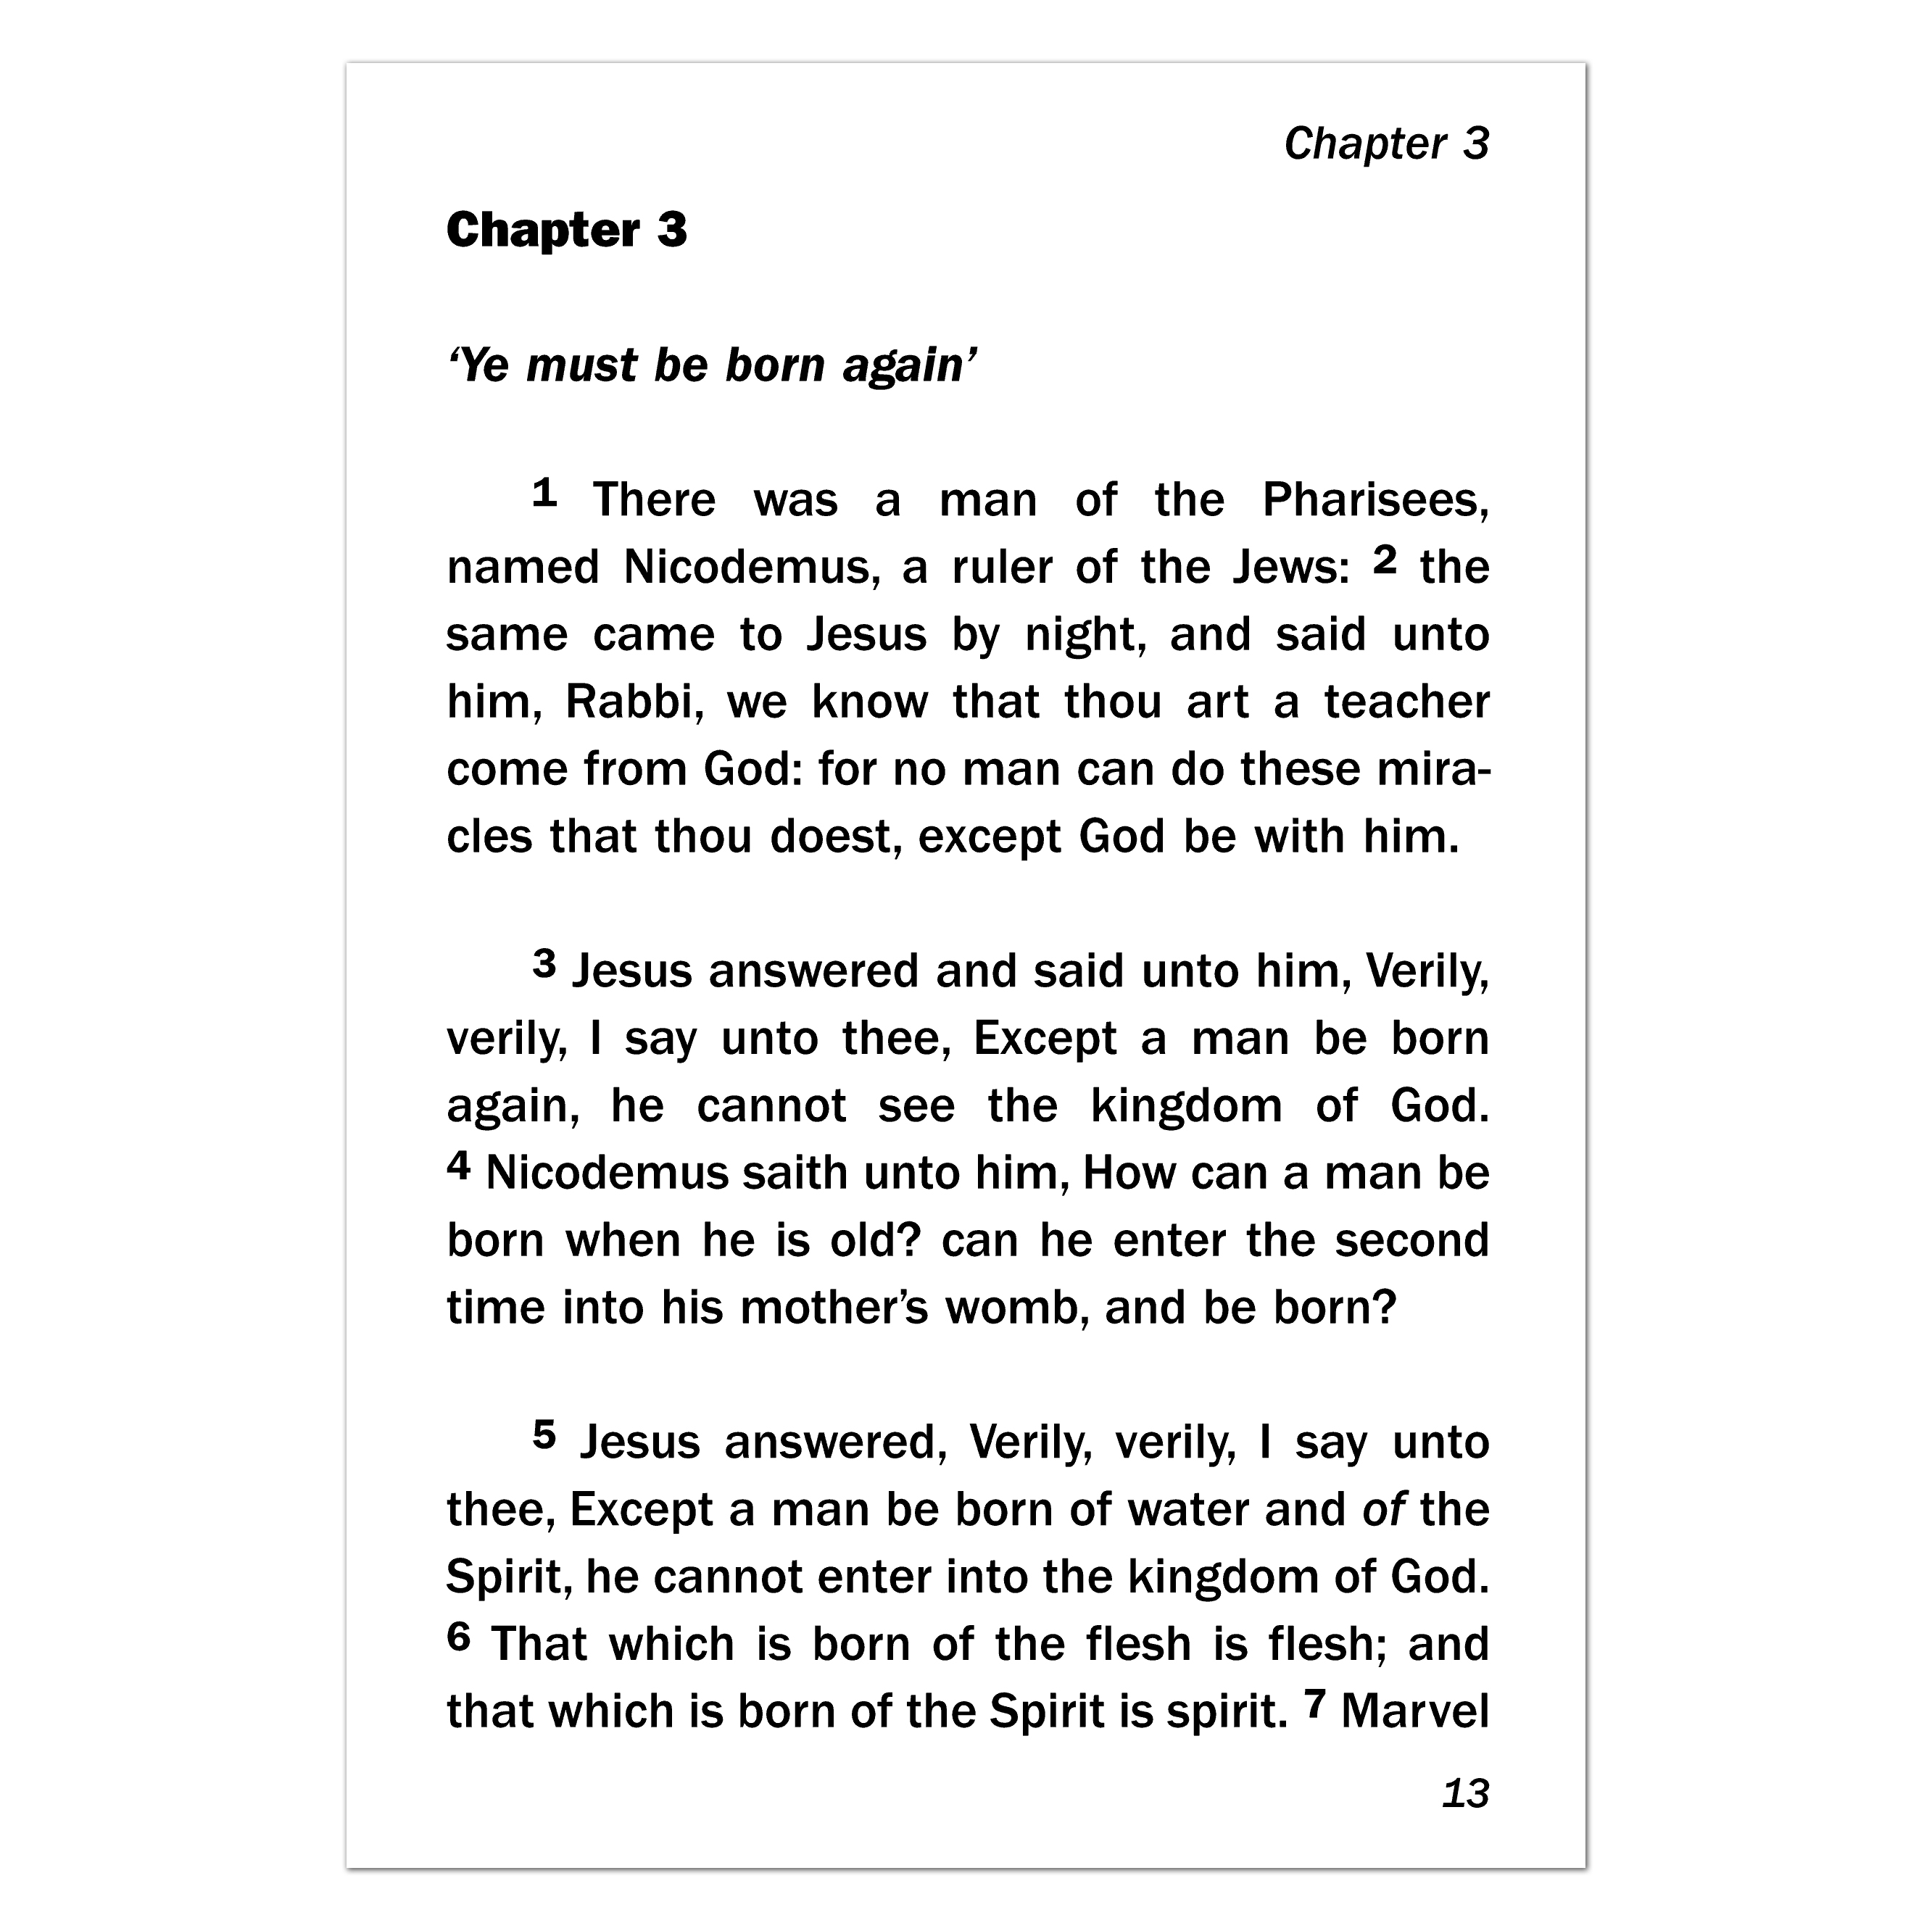 Chapter 3
Chapter 3
‘Ye must be born again’
1 There was a man of the Pharisees,
named Nicodemus, a ruler of the Jews: 2 the
same came to Jesus by night, and said unto
him, Rabbi, we know that thou art a teacher
come from God: for no man can do these mira-
cles that thou doest, except God be with him.
3 Jesus answered and said unto him, Verily,
verily, I say unto thee, Except a man be born
again, he cannot see the kingdom of God.
4 Nicodemus saith unto him, How can a man be
born when he is old? can he enter the second
time into his mother’s womb, and be born?
5 Jesus answered, Verily, verily, I say unto
thee, Except a man be born of water and of the
Spirit, he cannot enter into the kingdom of God.
6 That which is born of the flesh is flesh; and
that which is born of the Spirit is spirit. 7 Marvel
13